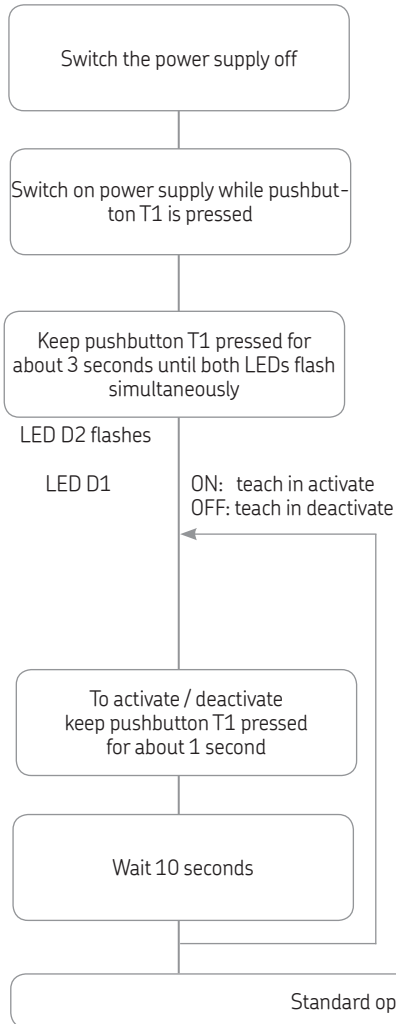 Switch the power supply off
Switch on power supply while pushbut-
ton T1 is pressed
Keep pushbutton T1 pressed for
about 3 seconds until both LEDs flash
simultaneously
LED D2 flashes
LED D1
ON: teach in activate
OFF: teach in deactivate
To activate / deactivate
keep pushbutton T1 pressed
for about 1 second
Wait 10 seconds
Standard